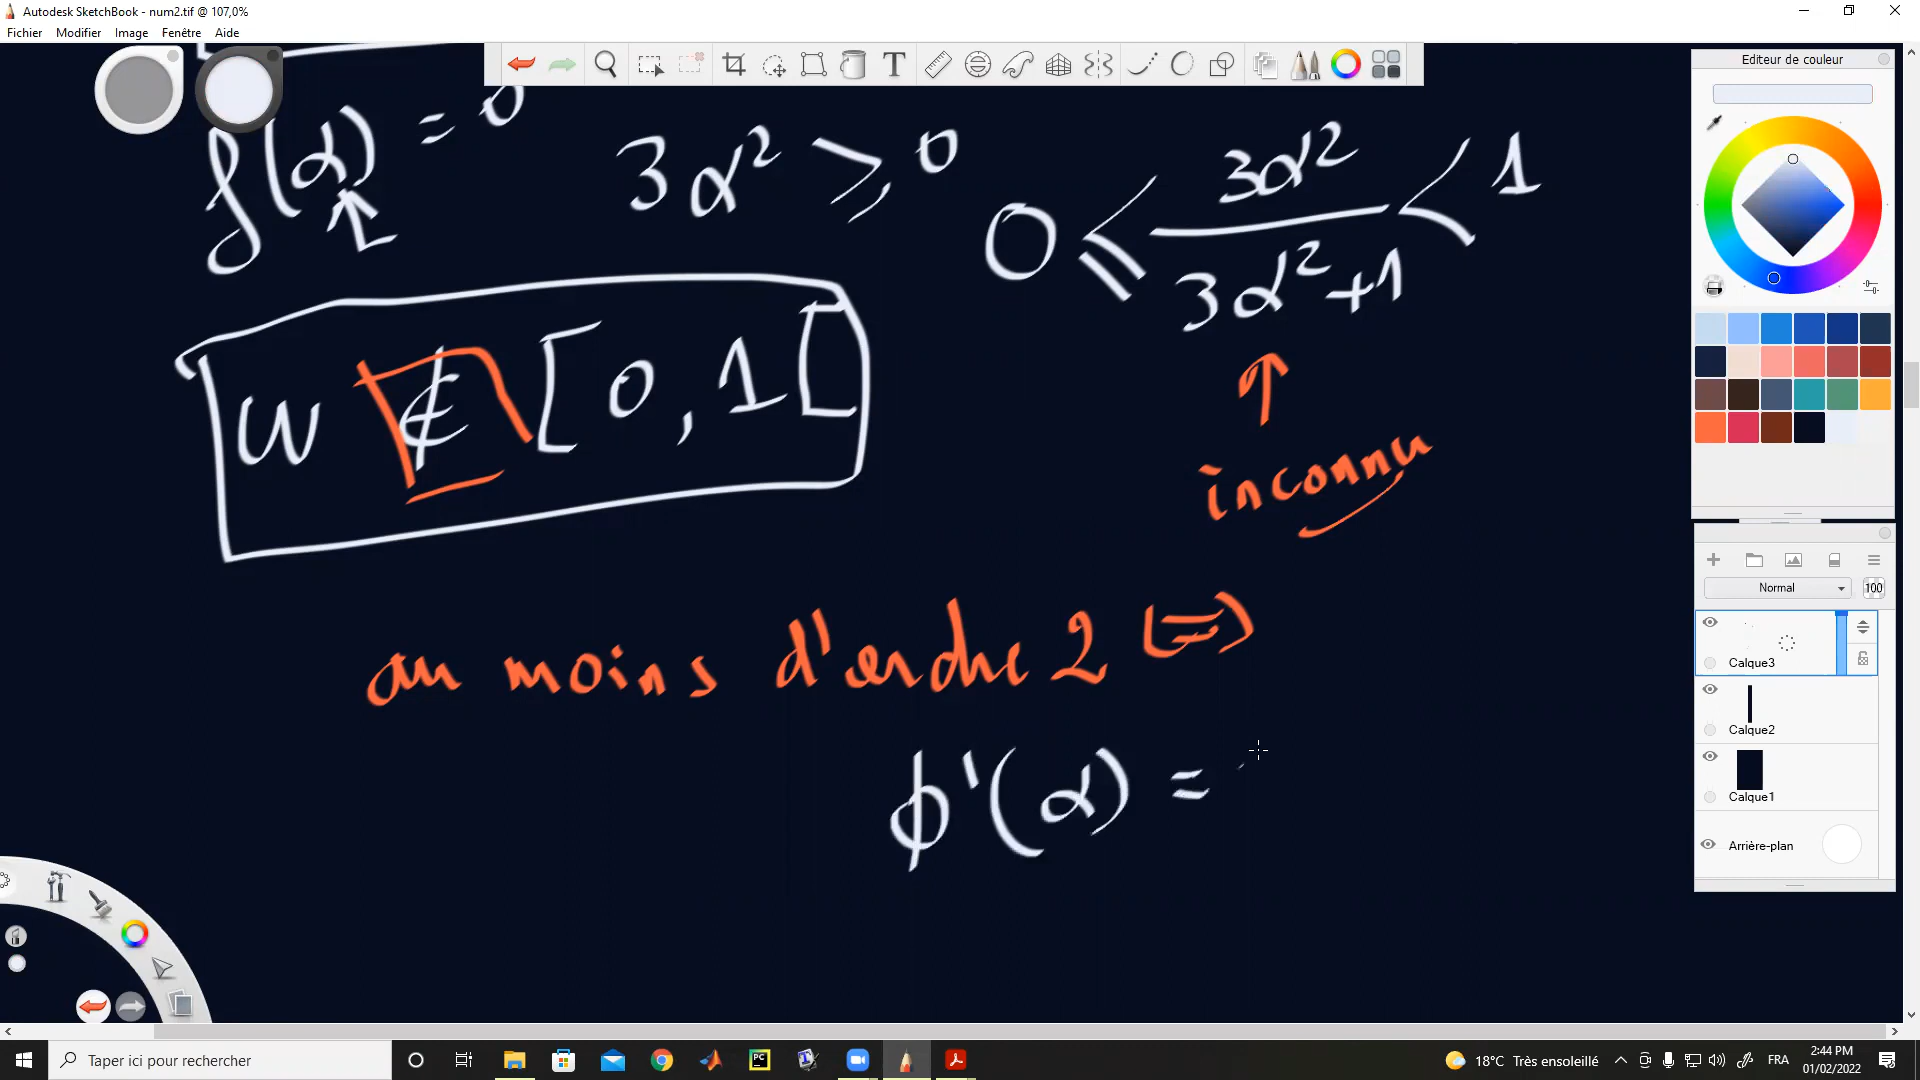 Autodesk SketchBook - num2.tif @ 107,0%
Fichier Modifier Image Fenêtre Aide
Editeur de couleur
f(α) = 0
3α² ⩾ 0
0 ⩽ 3α² / 3α²+1 < 1
w ∉ [0, 1[
inconnu
au moins d'ordre 2 (=)
ϕ'(α) =
Normal 100
Calque3
Calque2
Calque1
Arrière-plan
Taper ici pour rechercher
PC
18°C Très ensoleillé
FRA
2:44 PM
01/02/2022